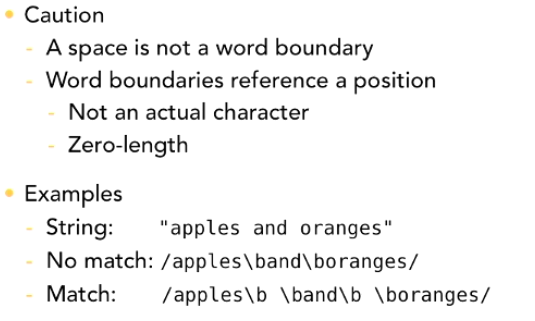 • Caution
- A space is not a word boundary
- Word boundaries reference a position
- Not an actual character
- Zero-length
• Examples
- String: "apples and oranges"
- No match: /apples\band\boranges/
- Match: /apples\b \band\b \boranges/